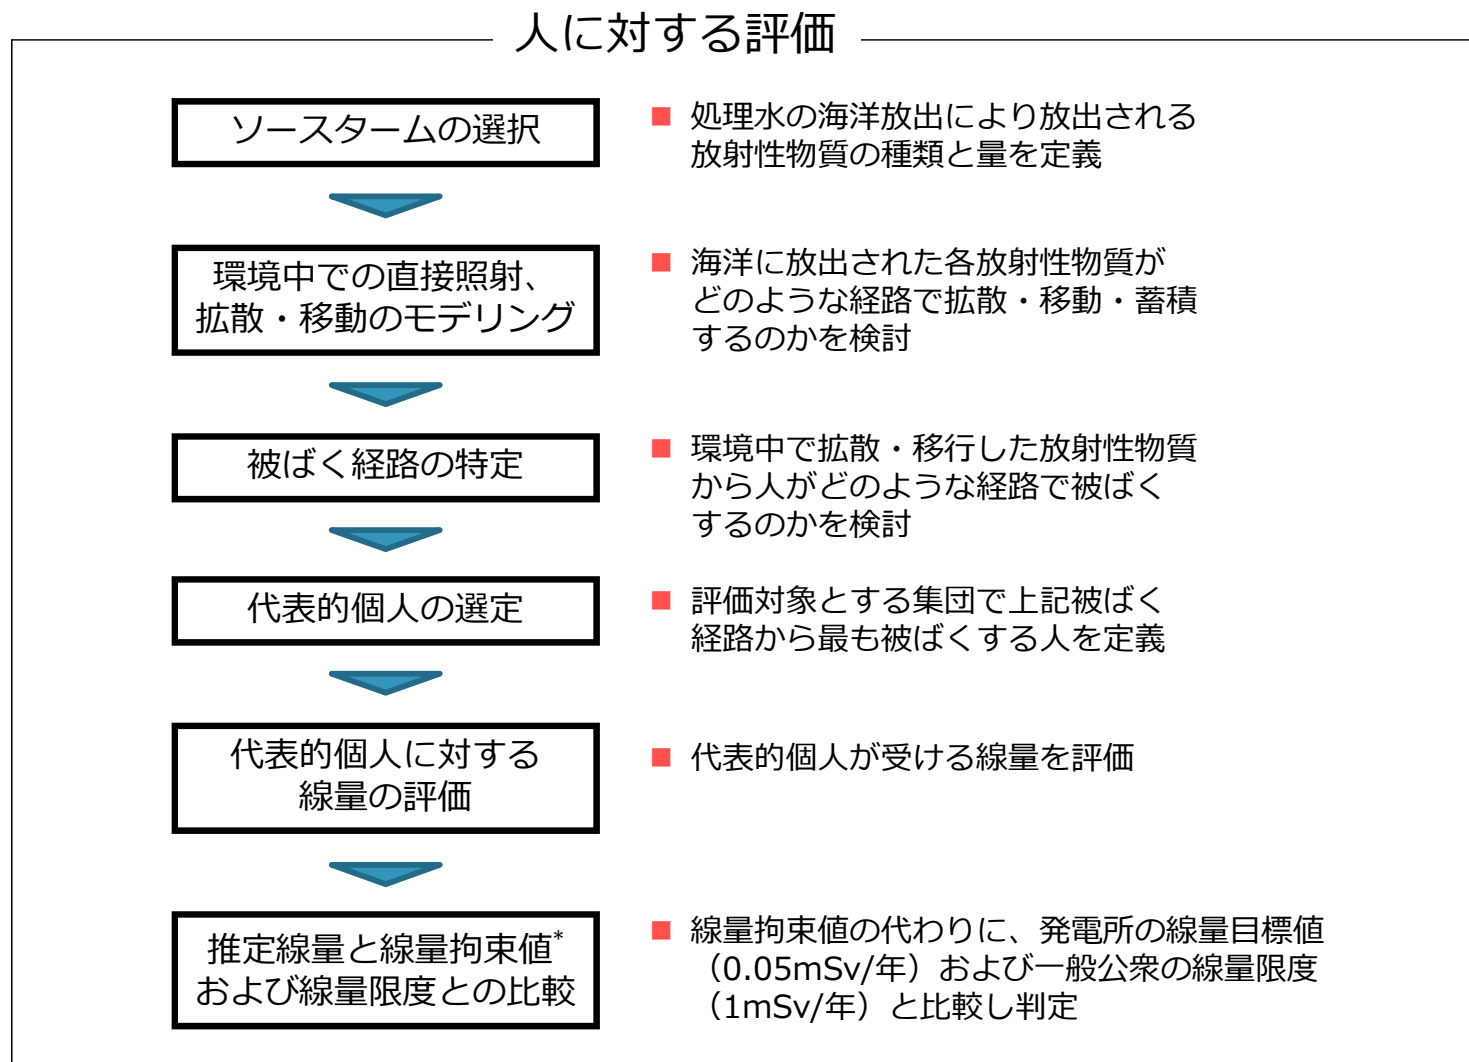 人に対する評価
ソースタームの選択
■ 処理水の海洋放出により放出される
放射性物質の種類と量を定義
環境中での直接照射、
拡散・移動のモデリング
■ 海洋に放出された各放射性物質が
どのような経路で拡散・移動・蓄積
するのかを検討
被ばく経路の特定
■ 環境中で拡散・移行した放射性物質
から人がどのような経路で被ばく
するのかを検討
代表的個人の選定
■ 評価対象とする集団で上記被ばく
経路から最も被ばくする人を定義
代表的個人に対する
線量の評価
■ 代表的個人が受ける線量を評価
推定線量と線量拘束値*
および線量限度との比較
■ 線量拘束値の代わりに、発電所の線量目標値
（0.05mSv/年）および一般公衆の線量限度
（1mSv/年）と比較し判定